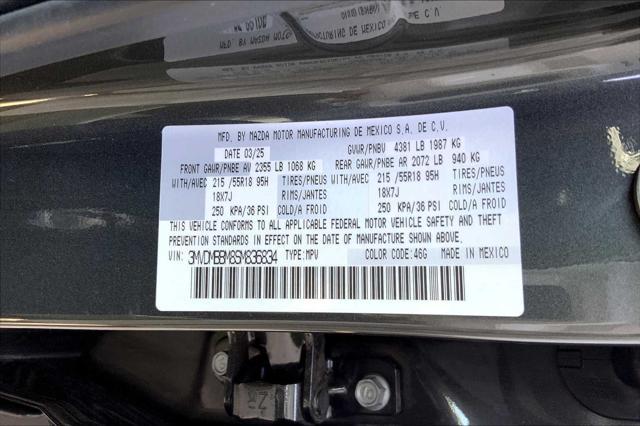 MFD. BY MAZDA MOTOR MANUFACTURING DE MEXICO S.A. DE C.V.
DATE 03/25 GVWR/PNBV 4381 LB 1987 KG
FRONT GAWR/PNBE AV 2355 LB 1068 KG REAR GAWR/PNBE AR 2072 LB 940 KG
WITH/AVEC 215 /55R18 95H TIRES/PNEUS WITH/AVEC 215 /55R18 95H TIRES/PNEUS
18X7J RIMS/JANTES 18X7J RIMS/JANTES
250 KPA/36 PSI COLD/A FROID 250 KPA/36 PSI COLD/A FROID
THIS VEHICLE CONFORMS TO ALL APPLICABLE FEDERAL MOTOR VEHICLE SAFETY AND THEFT
PREVENTION STANDARDS IN EFFECT ON THE DATE OF MANUFACTURE SHOWN ABOVE.
VIN: 3MVDMBBM8SM836834 TYPE: MPV COLOR CODE: 46G MADE IN MEXICO